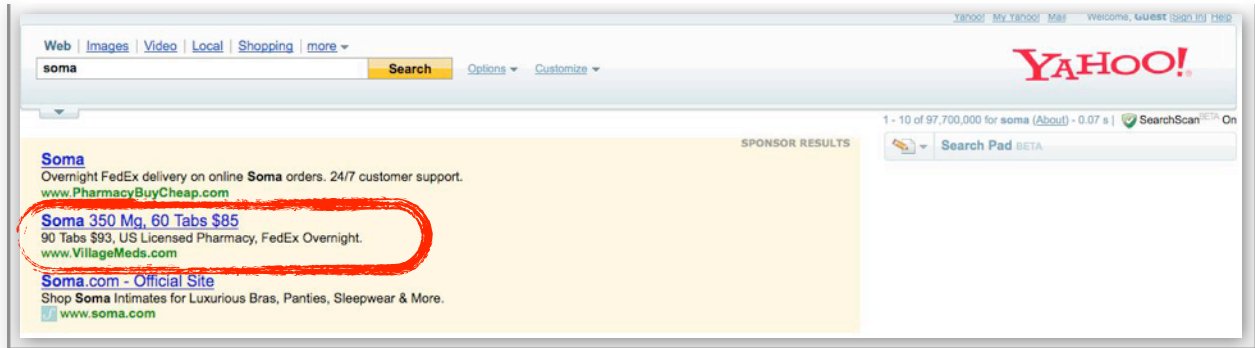 Yahoo! My Yahoo! Mail Welcome, Guest [Sign In] Help
Web | Images | Video | Local | Shopping | more
soma Search Options Customize
YAHOO!
1 - 10 of 97,700,000 for soma (About) - 0.07 s | SearchScan BETA On
SPONSOR RESULTS
Search Pad BETA
Soma
Overnight FedEx delivery on online Soma orders. 24/7 customer support.
www.PharmacyBuyCheap.com
Soma 350 Mg, 60 Tabs $85
90 Tabs $93, US Licensed Pharmacy, FedEx Overnight.
www.VillageMeds.com
Soma.com - Official Site
Shop Soma Intimates for Luxurious Bras, Panties, Sleepwear & More.
www.soma.com